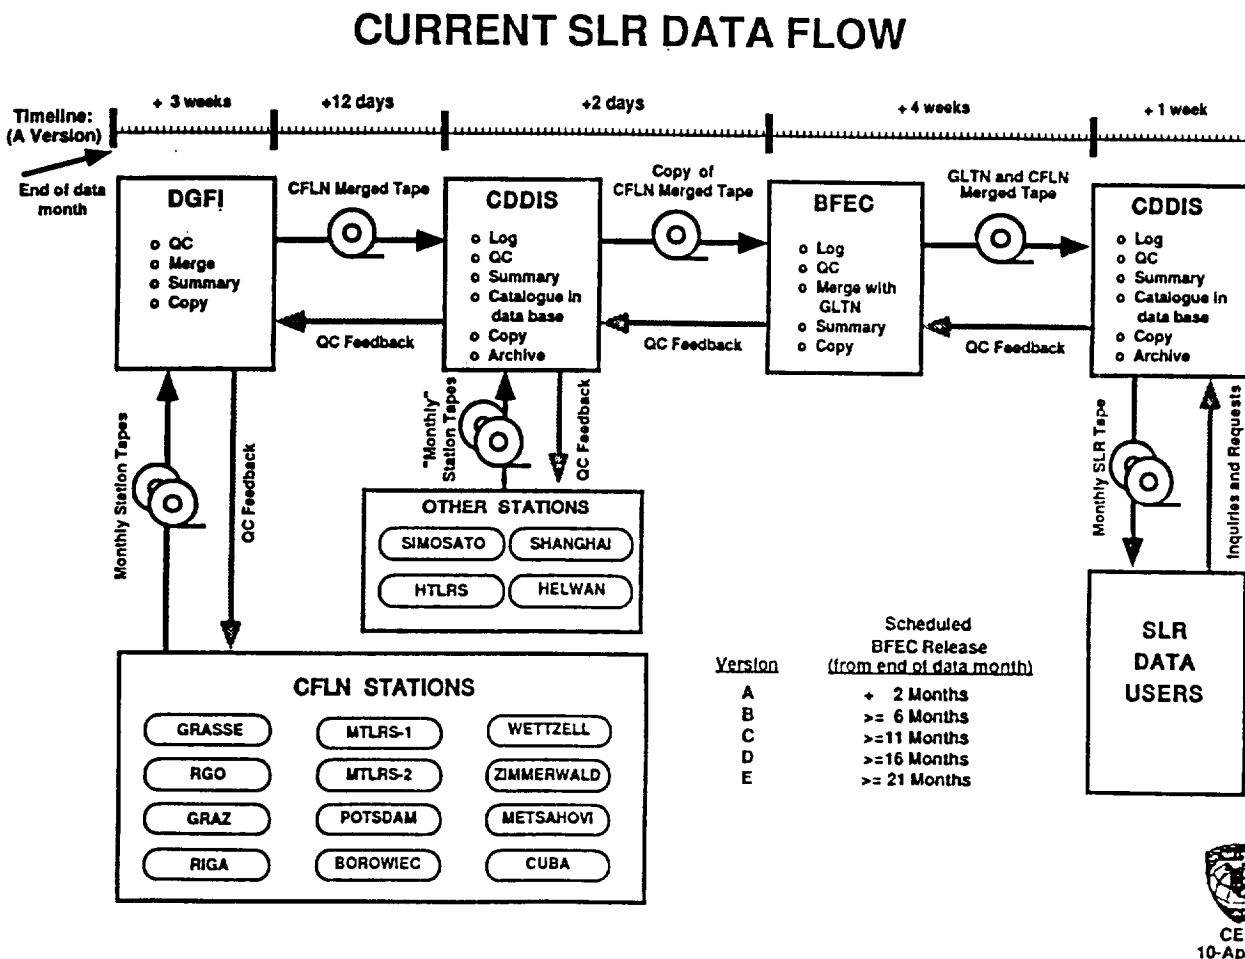 CURRENT SLR DATA FLOW
Timeline:
(A Version)
+ 3 weeks
+12 days
+2 days
+ 4 weeks
+ 1 week
End of data
month
DGFI
o QC
o Merge
o Summary
o Copy
CFLN Merged Tape
QC Feedback
CDDIS
o Log
o QC
o Summary
o Catalogue in
data base
o Copy
o Archive
Copy of
CFLN Merged Tape
QC Feedback
BFEC
o Log
o QC
o Merge with
GLTN
o Summary
o Copy
GLTN and CFLN
Merged Tape
QC Feedback
CDDIS
o Log
o QC
o Summary
o Catalogue in
data base
o Copy
o Archive
Monthly Station Tapes
QC Feedback
"Monthly"
Station Tapes
QC Feedback
Monthly SLR Tape
Inquiries and Requests
OTHER STATIONS
SIMOSATO
SHANGHAI
HTLRS
HELWAN
CFLN STATIONS
GRASSE
MTLRS-1
WETTZELL
RGO
MTLRS-2
ZIMMERWALD
GRAZ
POTSDAM
METSAHOVI
RIGA
BOROWIEC
CUBA
Scheduled
BFEC Release
Version (from end of data month)
A + 2 Months
B >= 6 Months
C >=11 Months
D >=16 Months
E >= 21 Months
SLR
DATA
USERS
CE
10-Ap